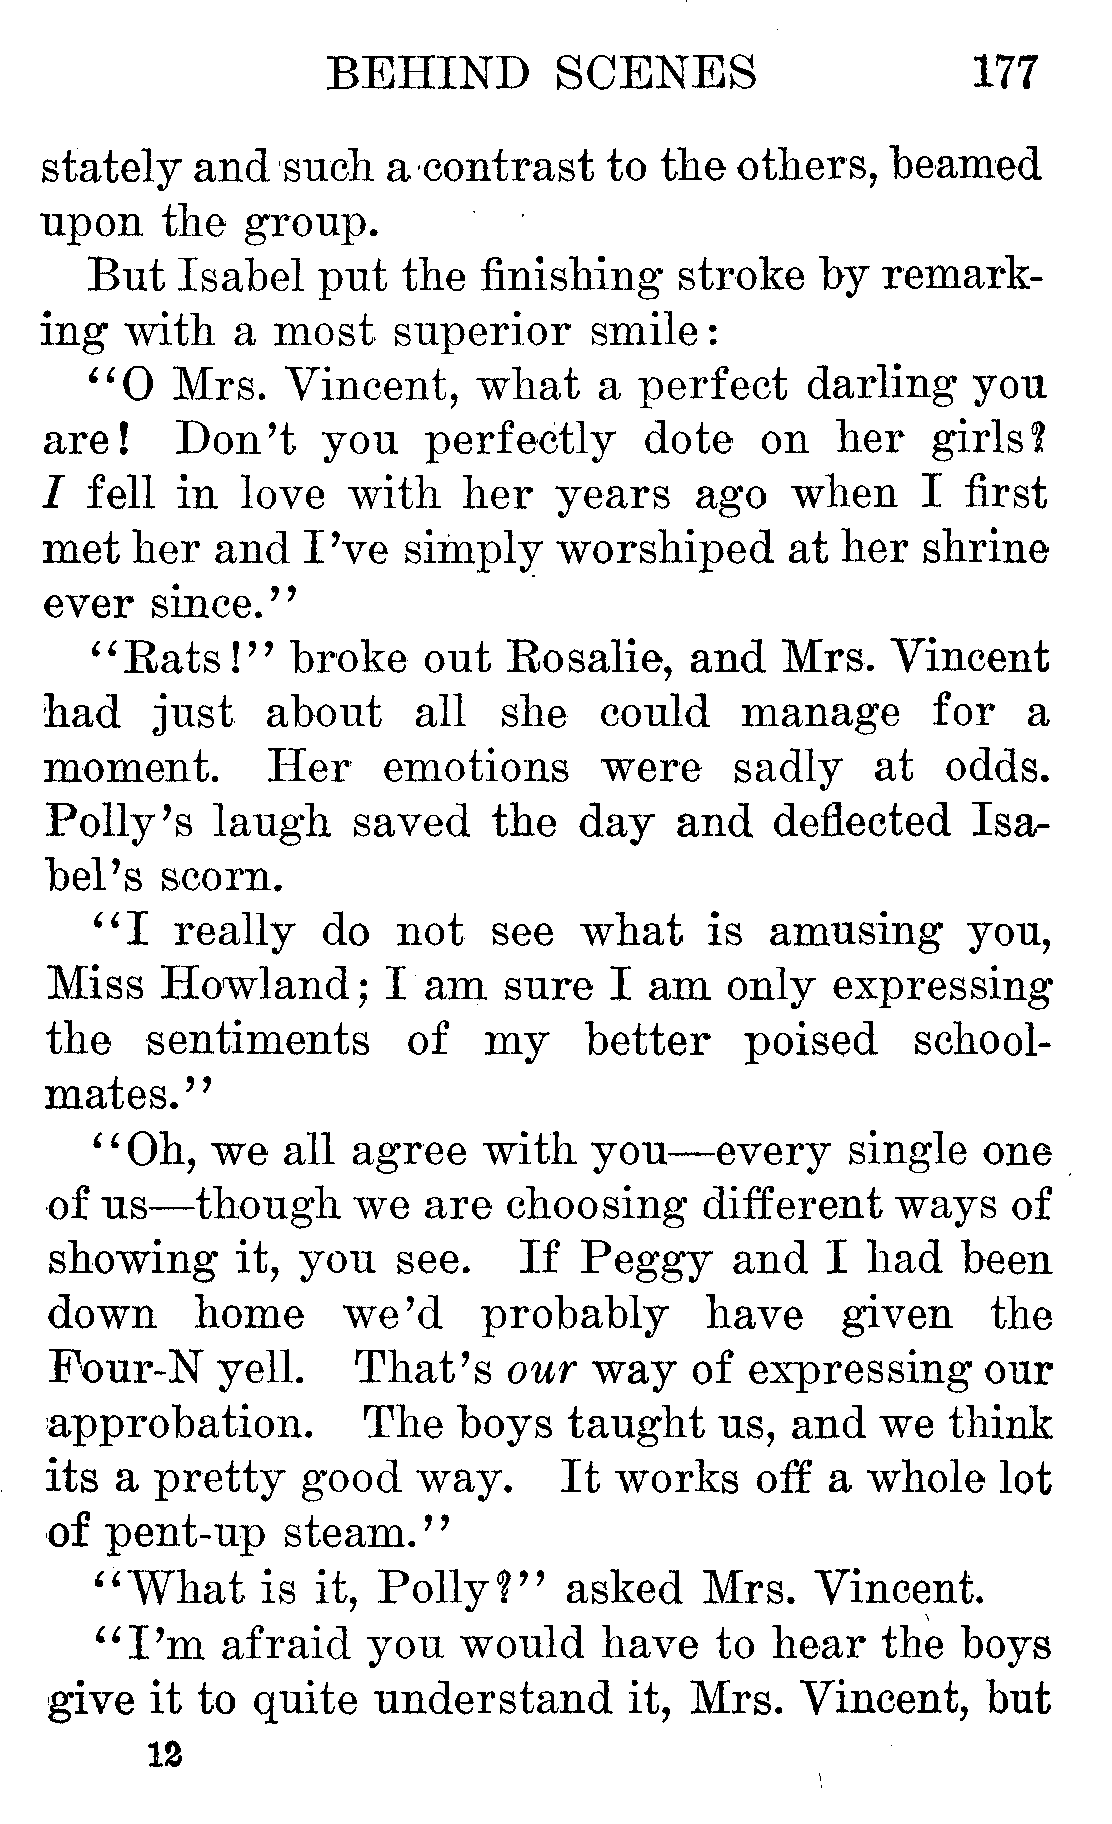 BEHIND SCENES 177
stately and such a contrast to the others, beamed
upon the group.
But Isabel put the finishing stroke by remark-
ing with a most superior smile:
"O Mrs. Vincent, what a perfect darling you
are! Don't you perfectly dote on her girls?
I fell in love with her years ago when I first
met her and I've simply worshiped at her shrine
ever since."
"Rats!" broke out Rosalie, and Mrs. Vincent
had just about all she could manage for a
moment. Her emotions were sadly at odds.
Polly's laugh saved the day and deflected Isa-
bel's scorn.
"I really do not see what is amusing you,
Miss Howland; I am sure I am only expressing
the sentiments of my better poised school-
mates."
"Oh, we all agree with you—every single one
of us—though we are choosing different ways of
showing it, you see. If Peggy and I had been
down home we'd probably have given the
Four-N yell. That's our way of expressing our
approbation. The boys taught us, and we think
its a pretty good way. It works off a whole lot
of pent-up steam."
"What is it, Polly?" asked Mrs. Vincent.
"I'm afraid you would have to hear the boys
give it to quite understand it, Mrs. Vincent, but
12